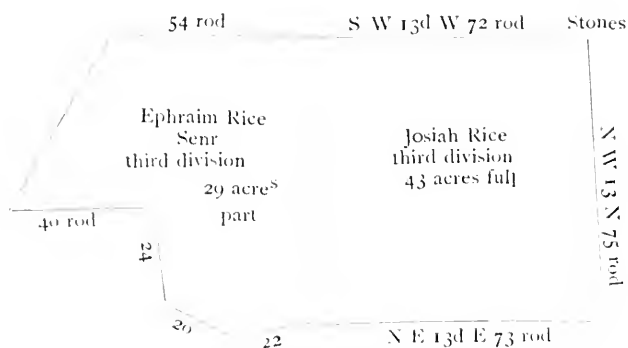 54 rod
S W 13d W 72 rod
Stones
Ephraim Rice
Senr
third division
29 acres
part
Josiah Rice
third division
43 acres full
N W 13 N 75 rod
40 rod
24
20
22
N E 13d E 73 rod